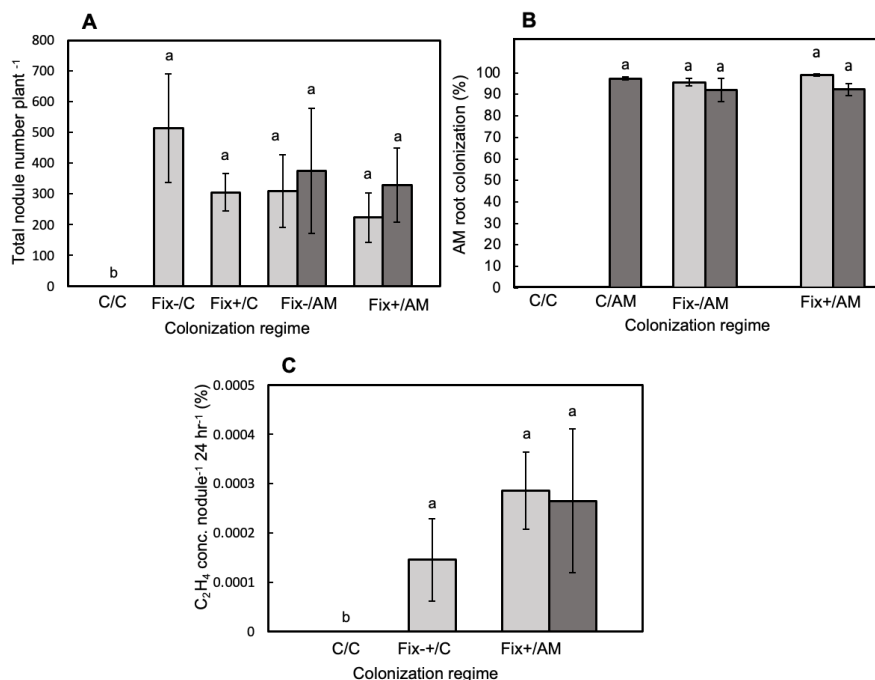 A
Total nodule number plant -1
800
700
600
500
400
300
200
100
0
b
a
a
a
a
a
a
C/C
Fix-/C
Fix+/C
Fix-/AM
Fix+/AM
Colonization regime
B
AM root colonization (%)
100
90
80
70
60
50
40
30
20
10
0
a
a
a
a
a
C/C
C/AM
Fix-/AM
Fix+/AM
Colonization regime
C
C2H4 conc. nodule-1 24 hr-1 (%)
0.0005
0.0004
0.0003
0.0002
0.0001
0
b
a
a
a
C/C
Fix-+/C
Fix+/AM
Colonization regime